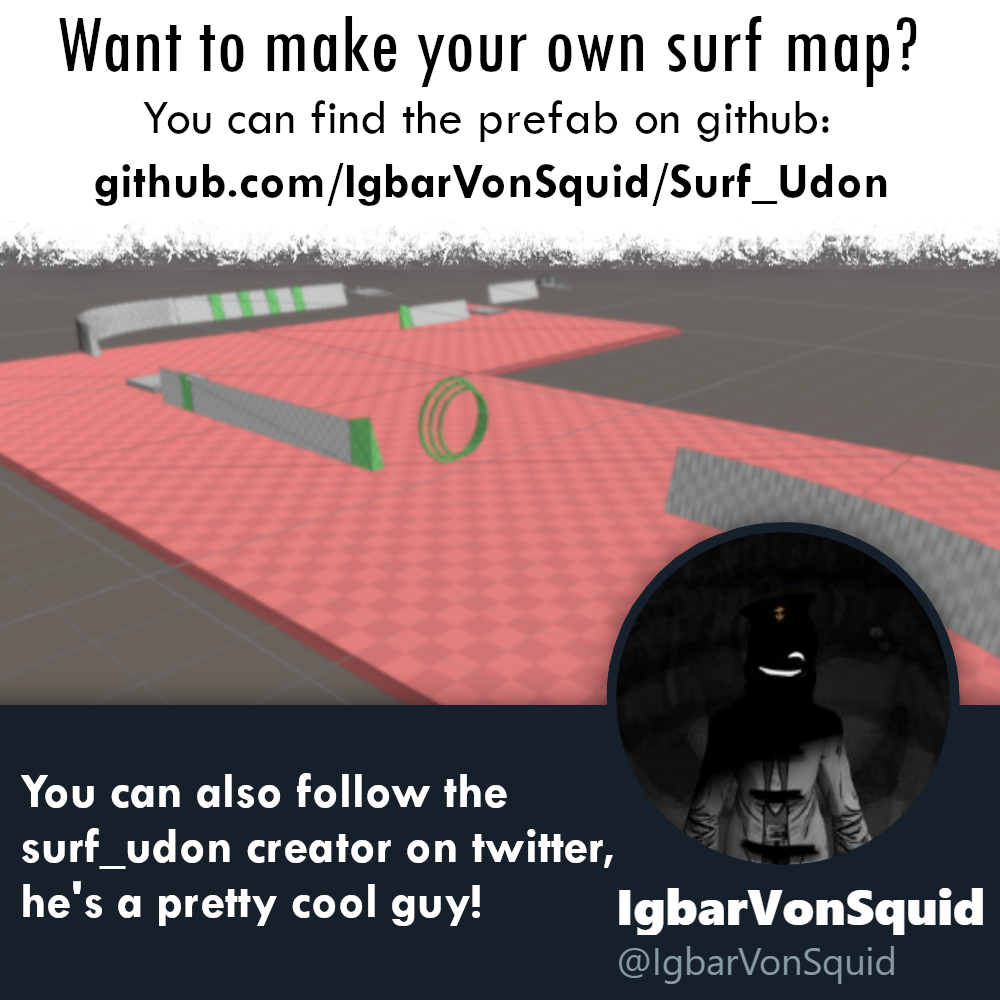 Want to make your own surf map?
You can find the prefab on github:
github.com/IgbarVonSquid/Surf_Udon
You can also follow the
surf_udon creator on twitter,
he's a pretty cool guy!
IgbarVonSquid
@IgbarVonSquid